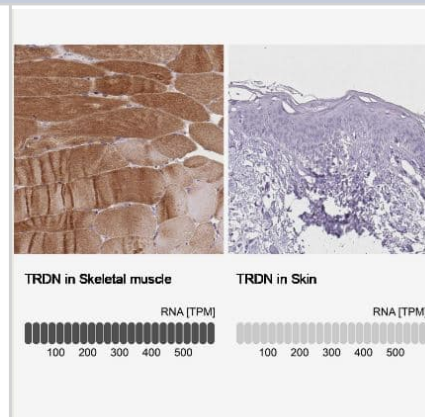 TRDN in Skeletal muscle
RNA [TPM]
100 200 300 400 500
TRDN in Skin
RNA [TPM]
100 200 300 400 500